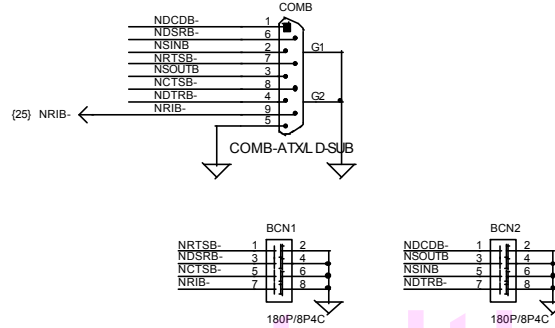 COMB
NDCDB- 1
NDSRB- 6
NSINB 2
NRTSB- 7
NSOUTB 3
NCTSB- 8
NDTRB- 4
NRIB- 9
5
G1
G2
{25} NRIB-
COMB-ATX/L D-SUB
BCN1
NRTSB- 1 2
NDSRB- 3 4
NCTSB- 5 6
NRIB- 7 8
180P/8P4C
BCN2
NDCDB- 1 2
NSOUTB 3 4
NSINB 5 6
NDTRB- 7 8
180P/8P4C